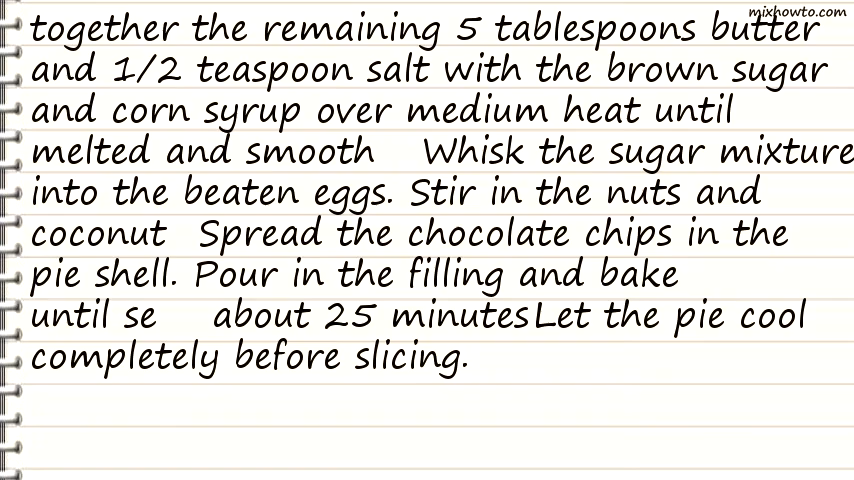 mixhowto.com
together the remaining 5 tablespoons butter
and 1/2 teaspoon salt with the brown sugar
and corn syrup over medium heat until
melted and smooth Whisk the sugar mixture
into the beaten eggs. Stir in the nuts and
coconut Spread the chocolate chips in the
pie shell. Pour in the filling and bake
until se about 25 minutesLet the pie cool
completely before slicing.